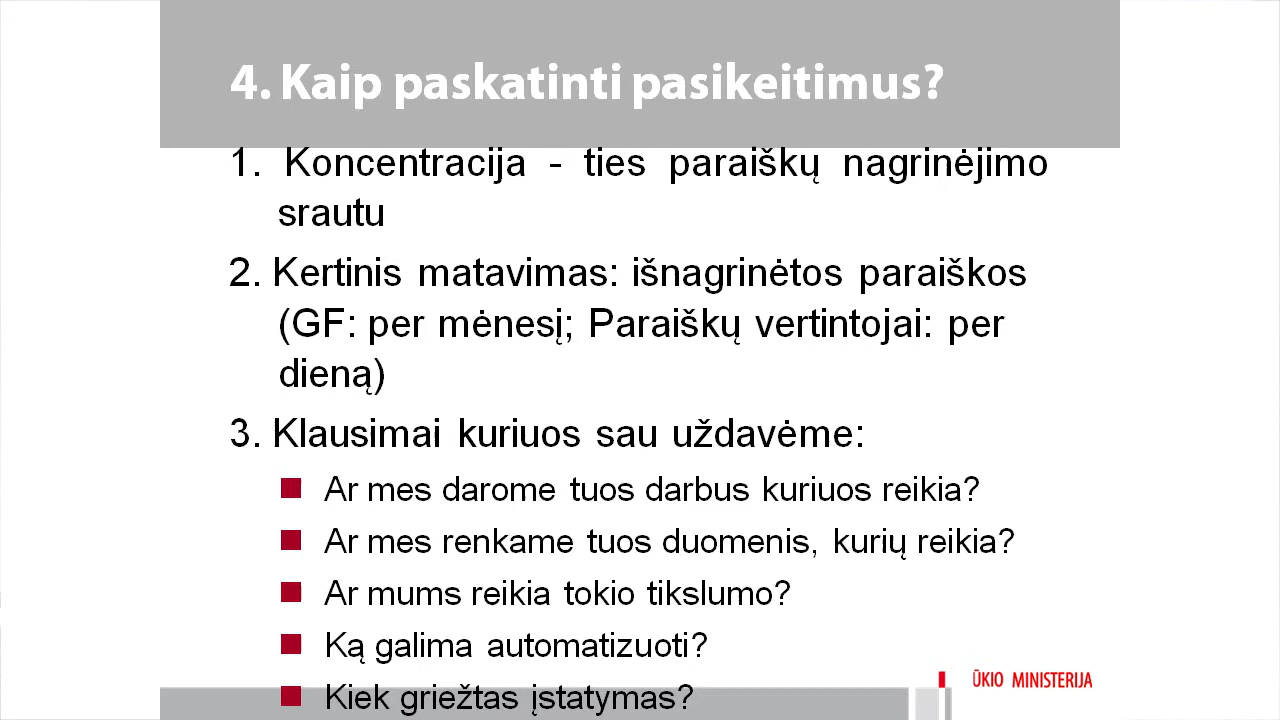 4. Kaip paskatinti pasikeitimus?
1. Koncentracija - ties paraiškų nagrinėjimo
srautu
2. Kertinis matavimas: išnagrinėtos paraiškos
(GF: per mėnesį; Paraiškų vertintojai: per
dieną)
3. Klausimai kuriuos sau uždavėme:
Ar mes darome tuos darbus kuriuos reikia?
Ar mes renkame tuos duomenis, kurių reikia?
Ar mums reikia tokio tikslumo?
Ką galima automatizuoti?
ŪKIO MINISTERIJA
Kiek griežtas įstatymas?